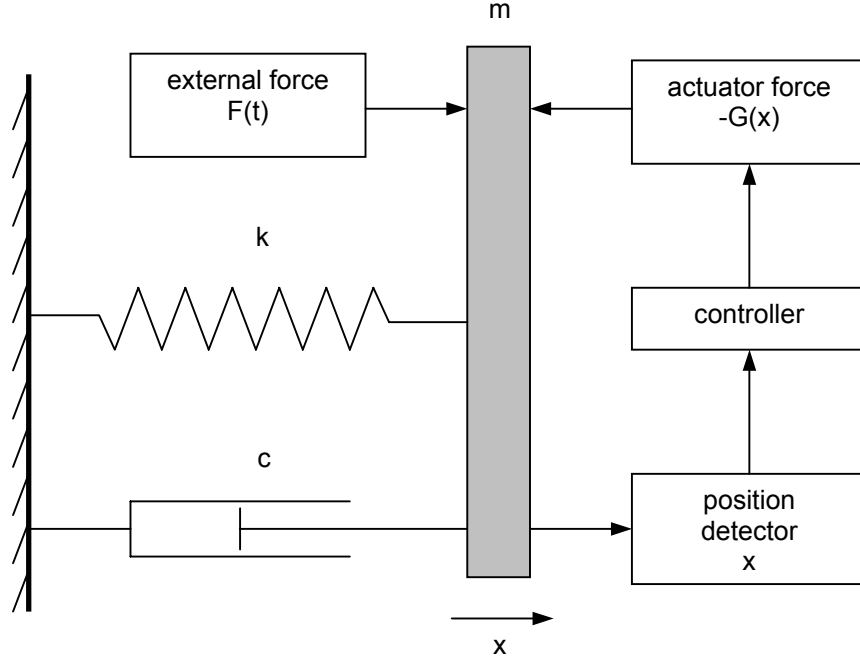 m
external force
F(t)
actuator force
-G(x)
k
controller
c
position
detector
x
x